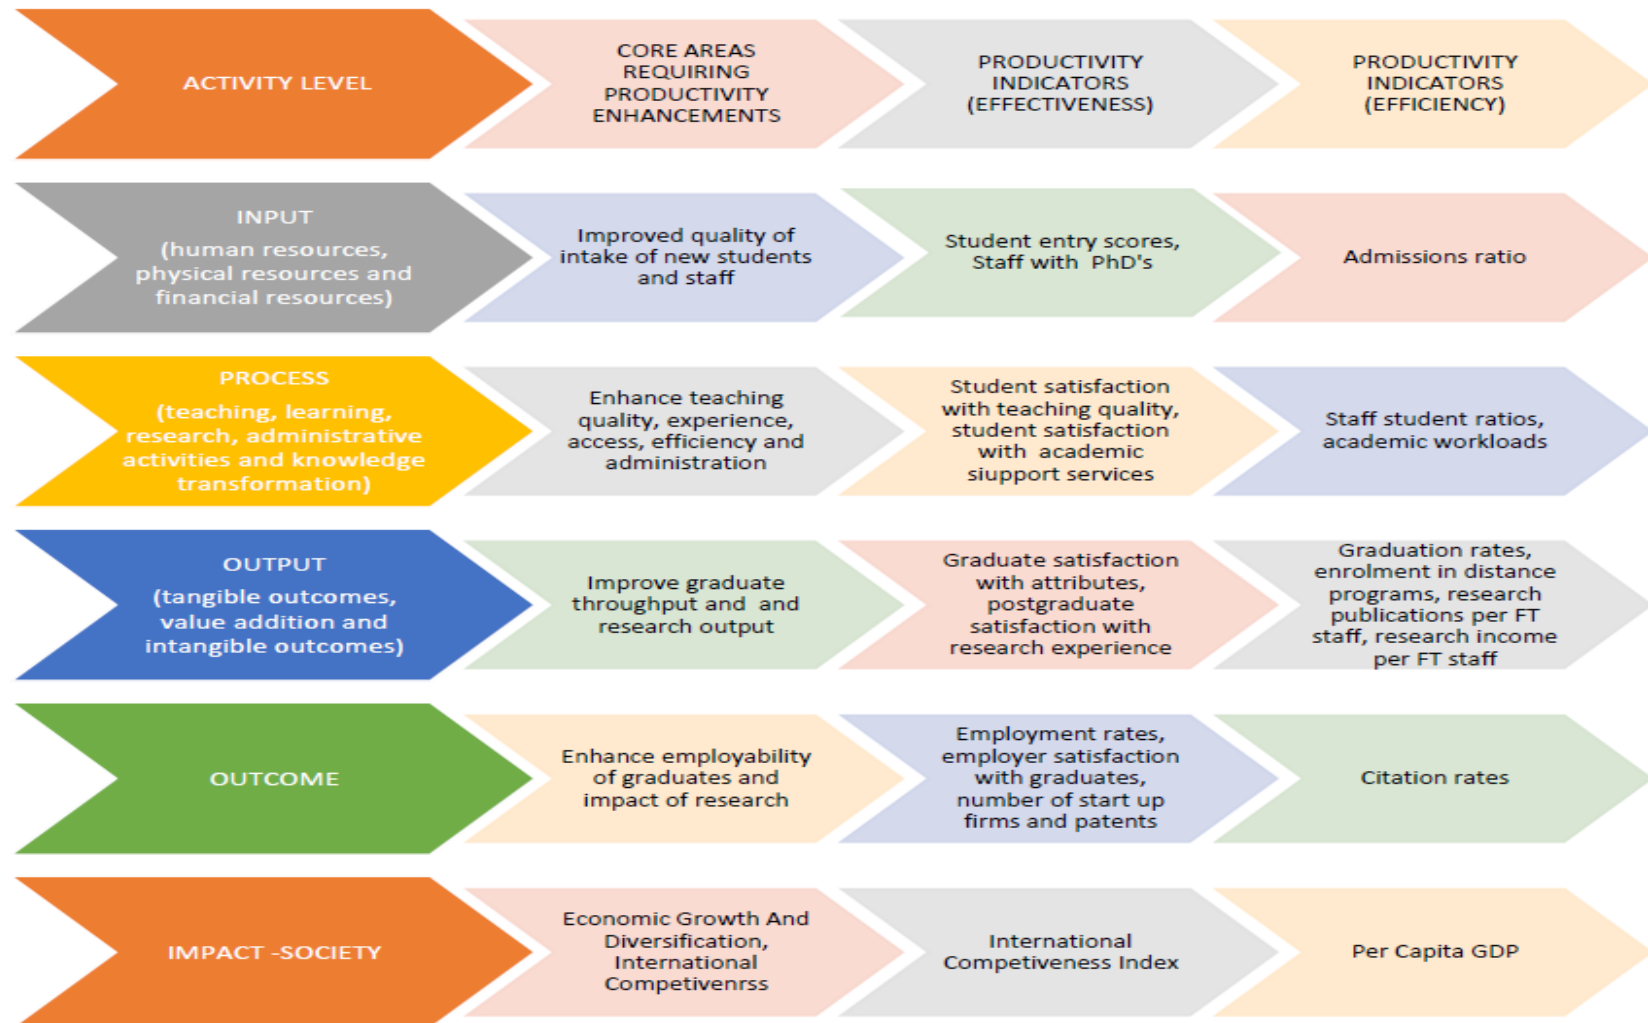 ACTIVITY LEVEL
CORE AREAS
REQUIRING
PRODUCTIVITY
ENHANCEMENTS
PRODUCTIVITY
INDICATORS
(EFFECTIVENESS)
PRODUCTIVITY
INDICATORS
(EFFICIENCY)
INPUT
(human resources,
physical resources and
financial resources)
Improved quality of
intake of new students
and staff
Student entry scores,
Staff with PhD's
Admissions ratio
PROCESS
(teaching, learning,
research, administrative
activities and knowledge
transformation)
Enhance teaching
quality, experience,
access, efficiency and
administration
Student satisfaction
with teaching quality,
student satisfaction
with academic
siupport services
Staff student ratios,
academic workloads
OUTPUT
(tangible outcomes,
value addition and
intangible outcomes)
Improve graduate
throughput and and
research output
Graduate satisfaction
with attributes,
postgraduate
satisfaction with
research experience
Graduation rates,
enrolment in distance
programs, research
publications per FT
staff, research income
per FT staff
OUTCOME
Enhance employability
of graduates and
impact of research
Employment rates,
employer satisfaction
with graduates,
number of start up
firms and patents
Citation rates
IMPACT -SOCIETY
Economic Growth And
Diversification,
International
Competivenrss
International
Competiveness Index
Per Capita GDP